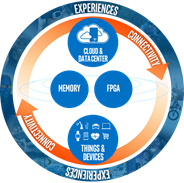 EXPERIENCES
CONNECTIVITY
CLOUD &
DATA CENTER
MEMORY
FPGA
THINGS &
DEVICES
CONNECTIVITY
EXPERIENCES